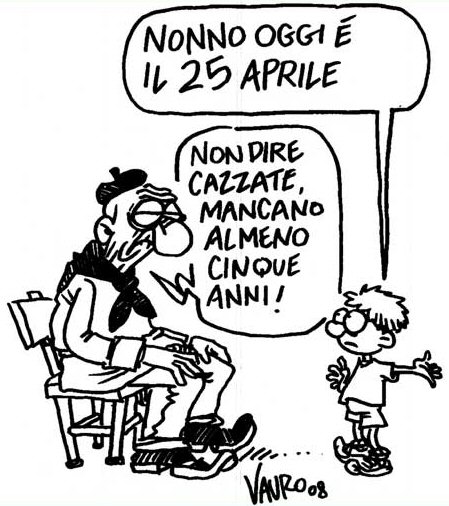 NONNO OGGI É
IL 25 APRILE
NON DIRE
CAZZATE,
MANCANO
ALMENO
CINQUE
ANNI!
VAURO 08